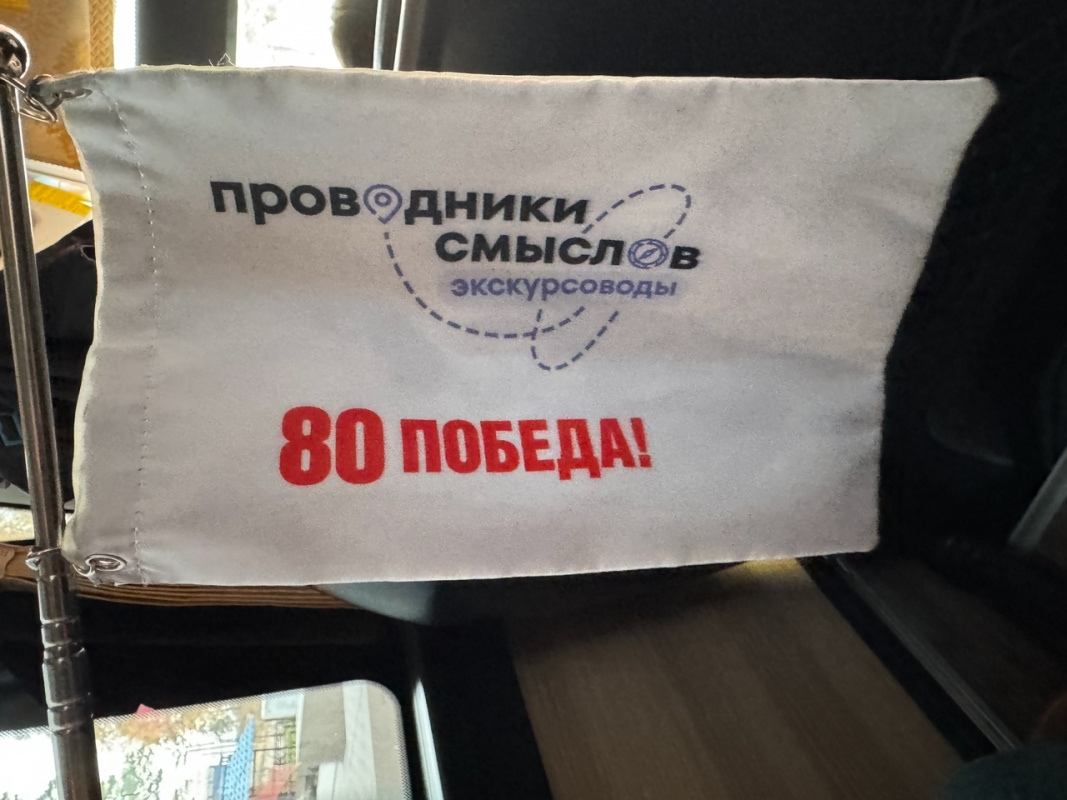 проводники
смыслов
экскурсоводы
80 ПОБЕДА!